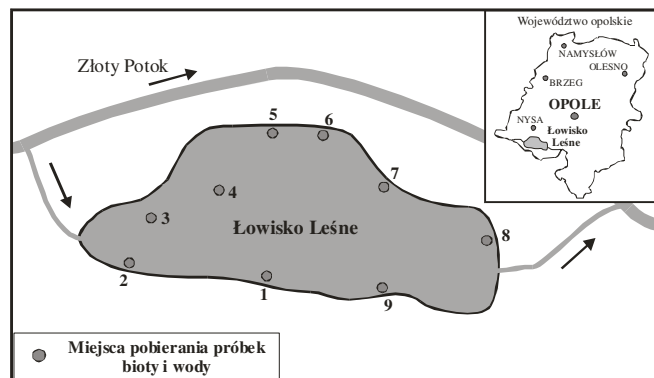 Złoty Potok
Województwo opolskie
NAMYSŁÓW
OLESNO
BRZEG
OPOLE
NYSA
Łowisko
Leśne
5
6
7
4
3
Łowisko Leśne
8
2
1
9
Miejsca pobierania próbek
bioty i wody